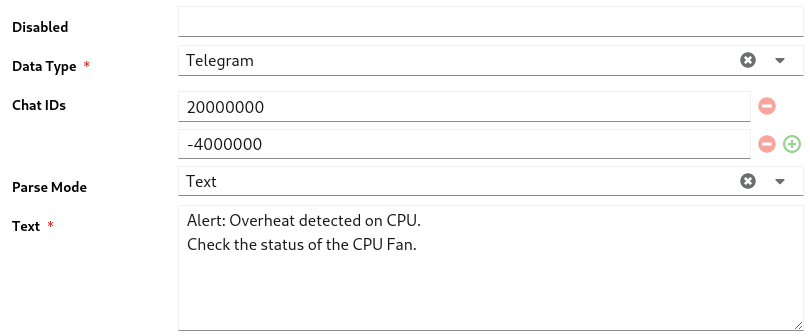 Disabled
Data Type *
Telegram
Chat IDs
20000000
-4000000
Parse Mode
Text
Text *
Alert: Overheat detected on CPU.
Check the status of the CPU Fan.